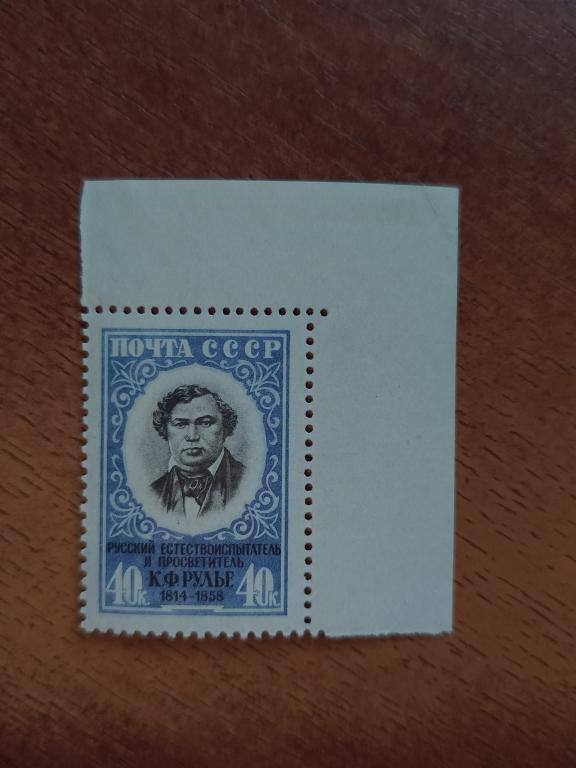 ПОЧТА СССР
РУССКИЙ ЕСТЕСТВОИСПЫТАТЕЛЬ
И ПРОСВЕТИТЕЛЬ
40К. К.Ф.РУЛЬЕ 40К.
1814-1858